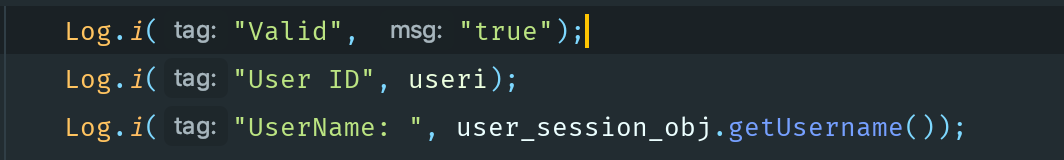 Log.i( tag: "Valid", msg: "true");
Log.i( tag: "User ID", useri);
Log.i( tag: "UserName: ", user_session_obj.getUsername());